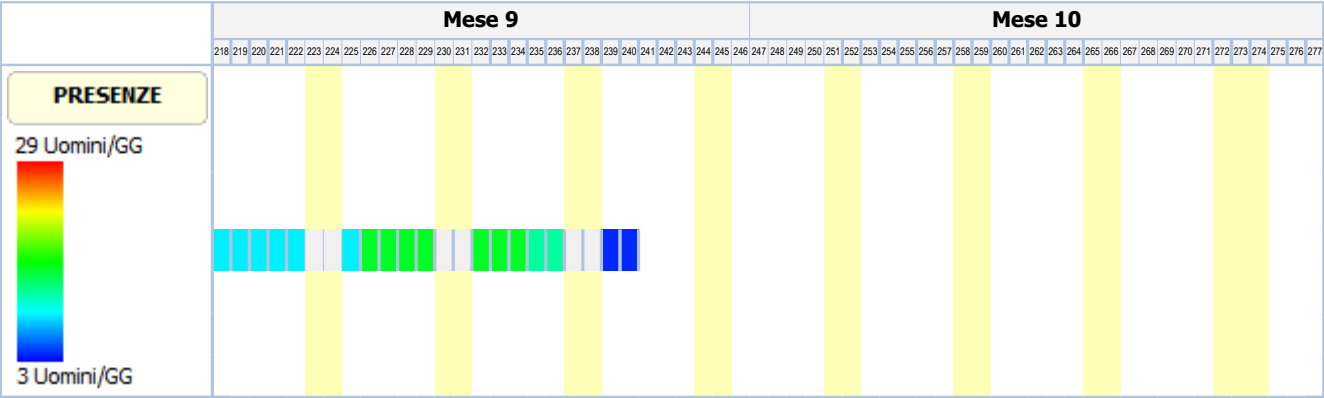 Mese 9 Mese 10
218 219 220 221 222 223 224 225 226 227 228 229 230 231 232 233 234 235 236 237 238 239 240 241 242 243 244 245 246 247 248 249 250 251 252 253 254 255 256 257 258 259 260 261 262 263 264 265 266 267 268 269 270 271 272 273 274 275 276 277
PRESENZE
29 Uomini/GG
3 Uomini/GG